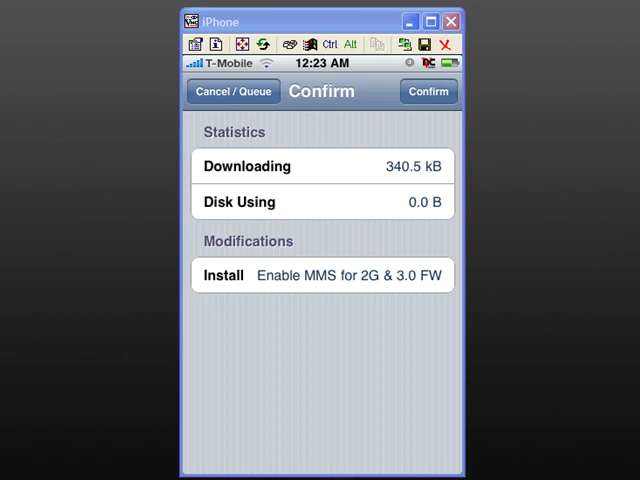 iPhone
Ctrl Alt
T-Mobile 12:23 AM
Cancel / Queue Confirm Confirm
Statistics
Downloading 340.5 kB
Disk Using 0.0 B
Modifications
Install Enable MMS for 2G & 3.0 FW